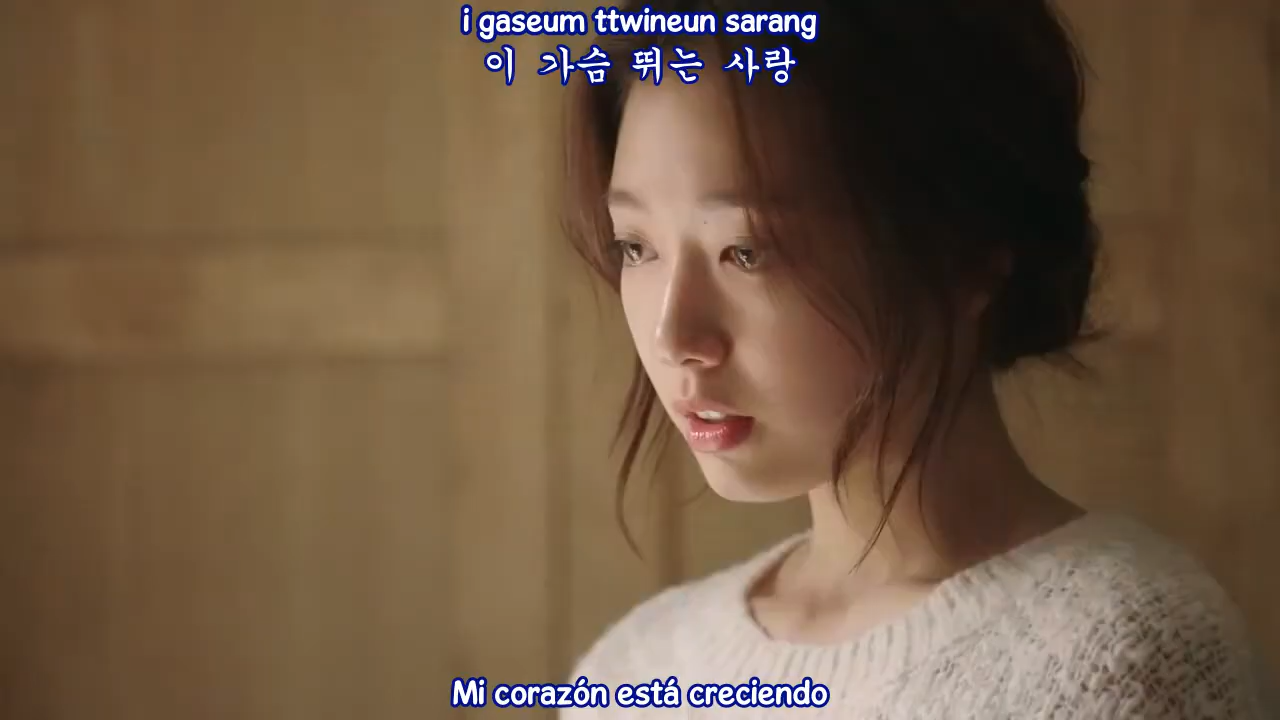 i gaseum ttwineun sarang
이 가슴 뛰는 사랑
Mi corazón está creciendo